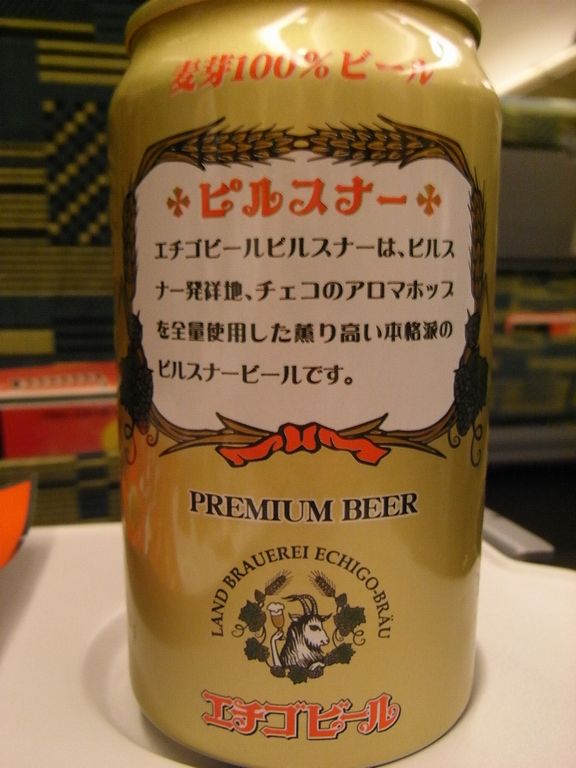 麦芽100%ビール
ピルスナー
エチゴビールピルスナーは、ピルス
ナー発祥地、チェコのアロマホップ
を全量使用した薫り高い本格派の
ピルスナービールです。
PREMIUM BEER
LAND BRAUEREI ECHIGO-BRÄU
エチゴビール